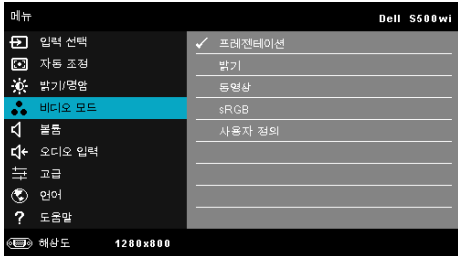 메뉴 Dell S500wi
입력 선택 ✓ 프레젠테이션
자동 조정 밝기
밝기/명암 동영상
비디오 모드 sRGB
볼륨 사용자 정의
오디오 입력
고급
언어
? 도움말
해상도 1280x800